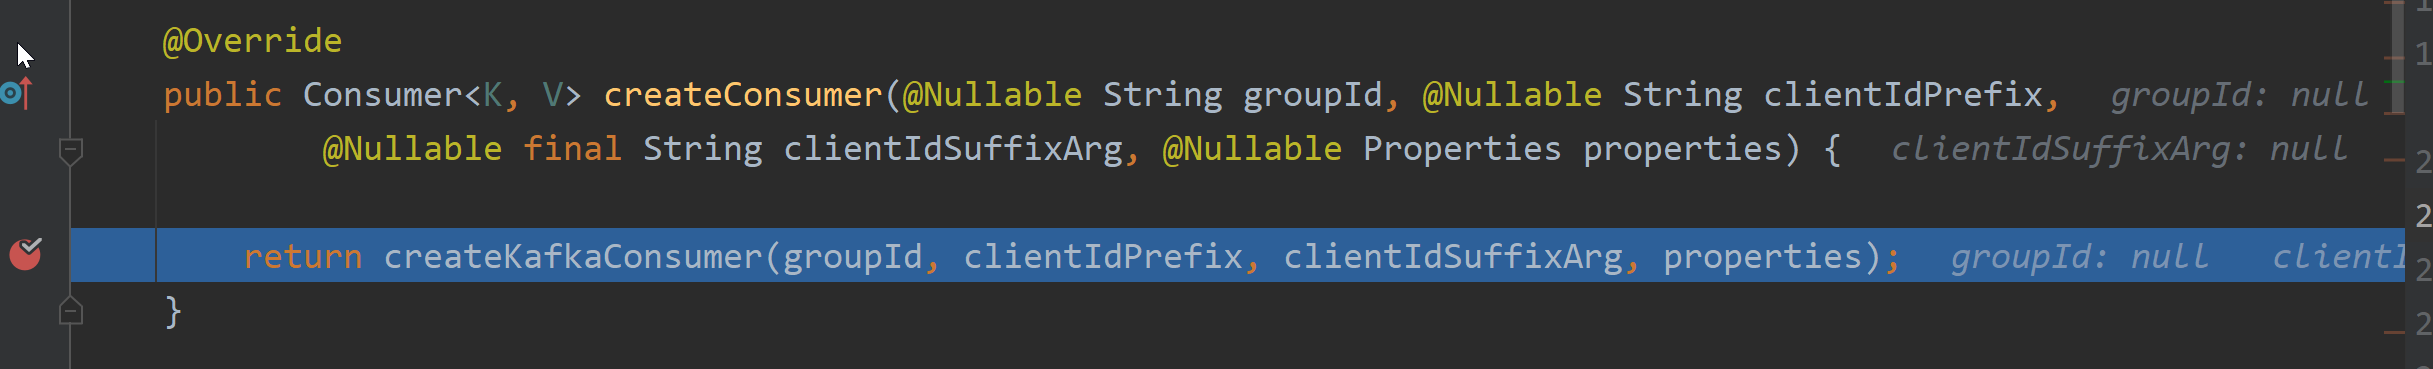 @Override
public Consumer<K, V> createConsumer(@Nullable String groupId, @Nullable String clientIdPrefix, groupId: null
@Nullable final String clientIdSuffixArg, @Nullable Properties properties) { clientIdSuffixArg: null
return createKafkaConsumer(groupId, clientIdPrefix, clientIdSuffixArg, properties); groupId: null
}